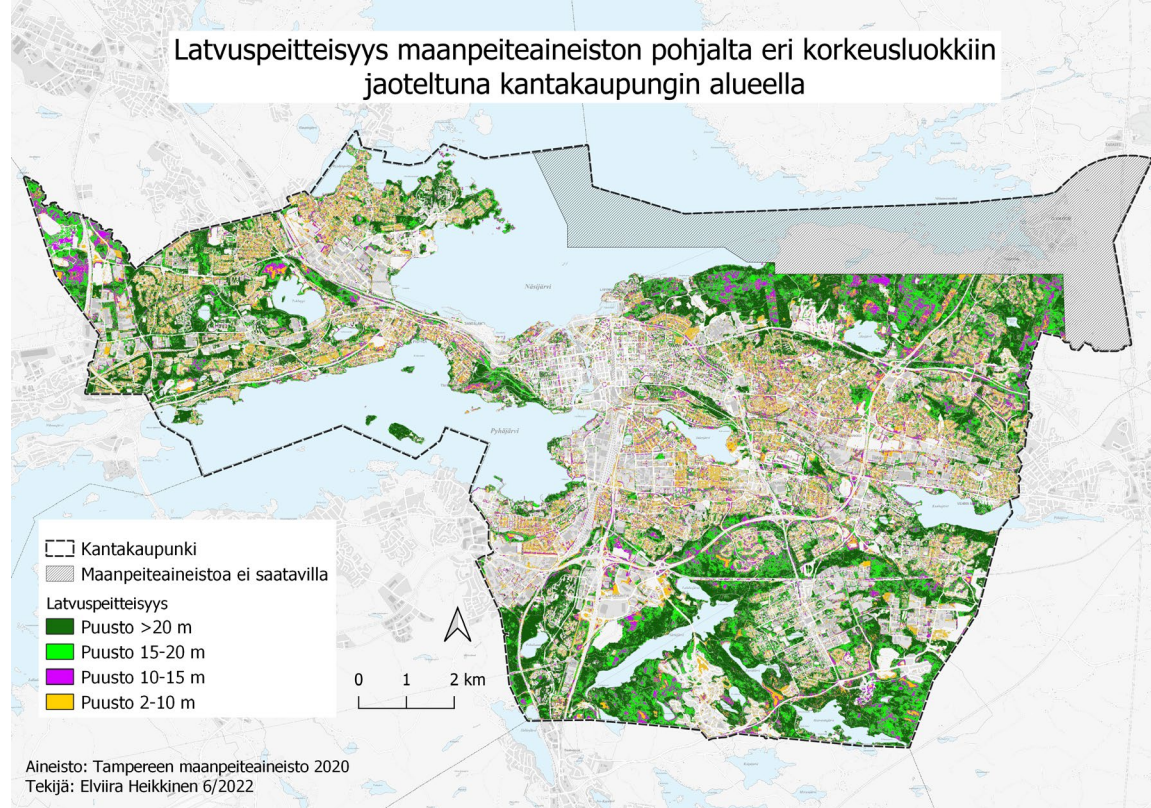 Latvuspeitteisyys maanpeiteaineiston pohjalta eri korkeusluokkiin
jaoteltuna kantakaupungin alueella
Näsijärvi
Pyhäjärvi
Kantakaupunki
Maanpeiteaineistoa ei saatavilla
Latvuspeitteisyys
Puusto >20 m
Puusto 15-20 m
Puusto 10-15 m
Puusto 2-10 m
0 1 2 km
Aineisto: Tampereen maanpeiteaineisto 2020
Tekijä: Elviira Heikkinen 6/2022